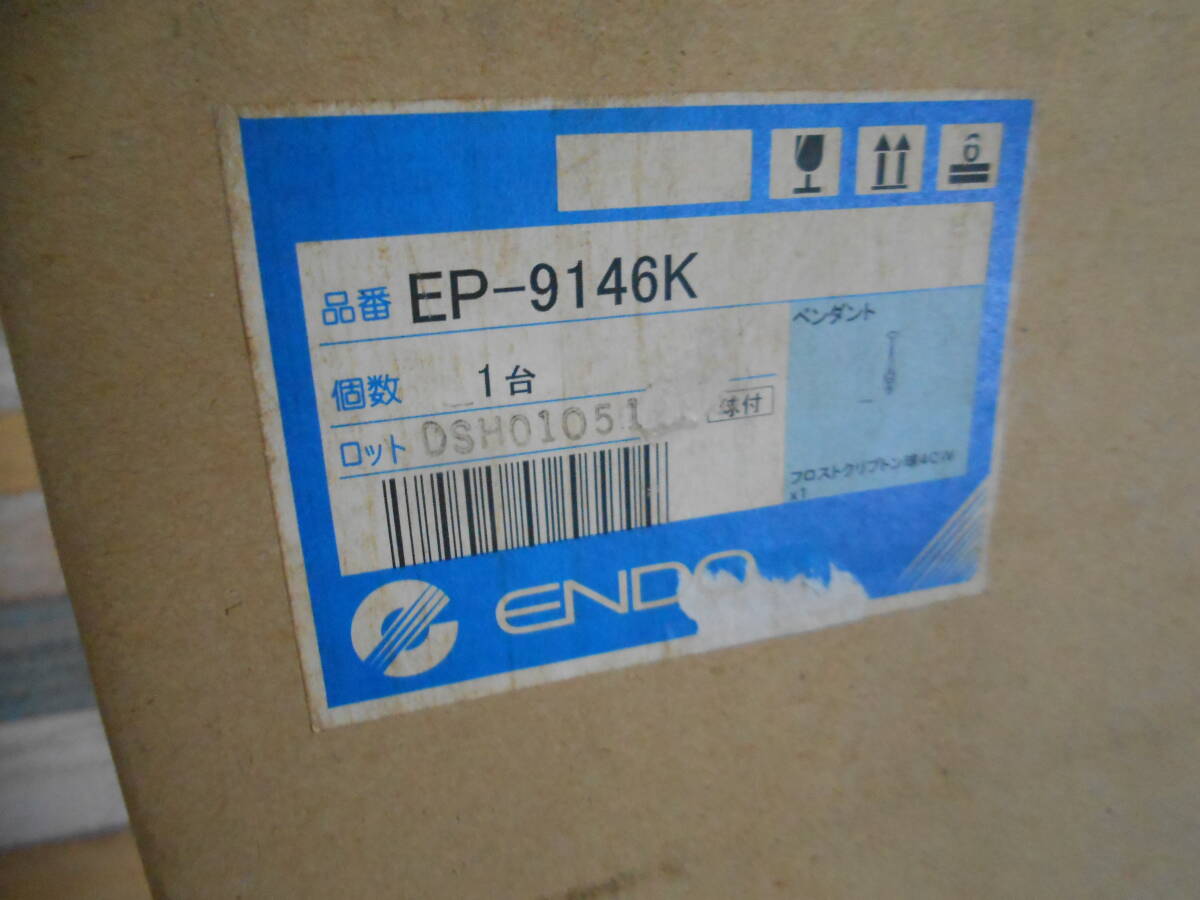 品番 EP-9146K
個数 1台
ロット DSH01051
球付
ペンダント
フロストクリプトン球40W
x1
ENDO